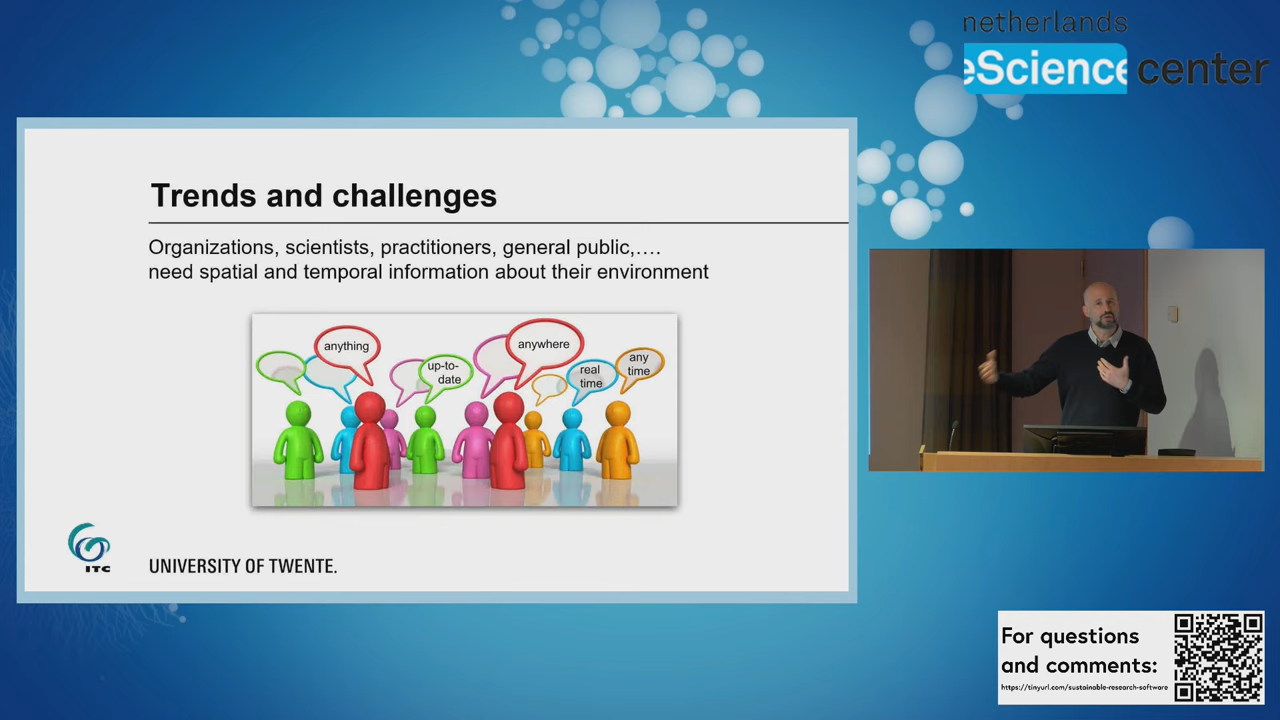 netherlands
eScience center
Trends and challenges
Organizations, scientists, practitioners, general public,….
need spatial and temporal information about their environment
anything
up-to-
date
anywhere
real
time
any
time
ITC
UNIVERSITY OF TWENTE.
For questions
and comments:
https://tinyurl.com/sustainable-research-software